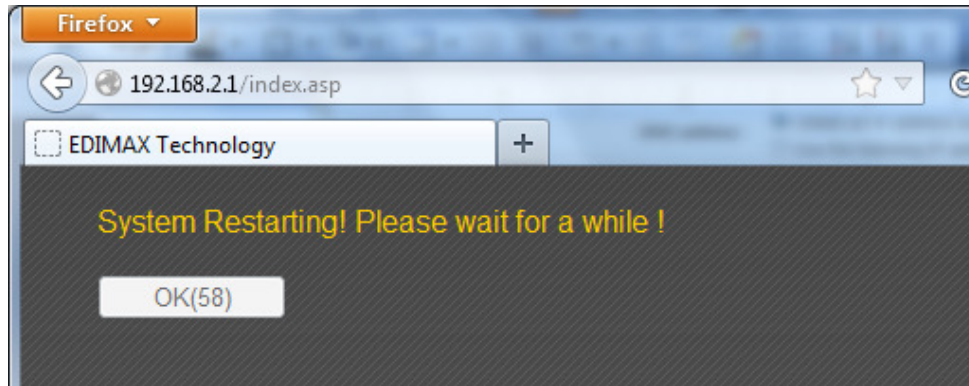 Firefox
192.168.2.1/index.asp
EDIMAX Technology
System Restarting! Please wait for a while !
OK(58)